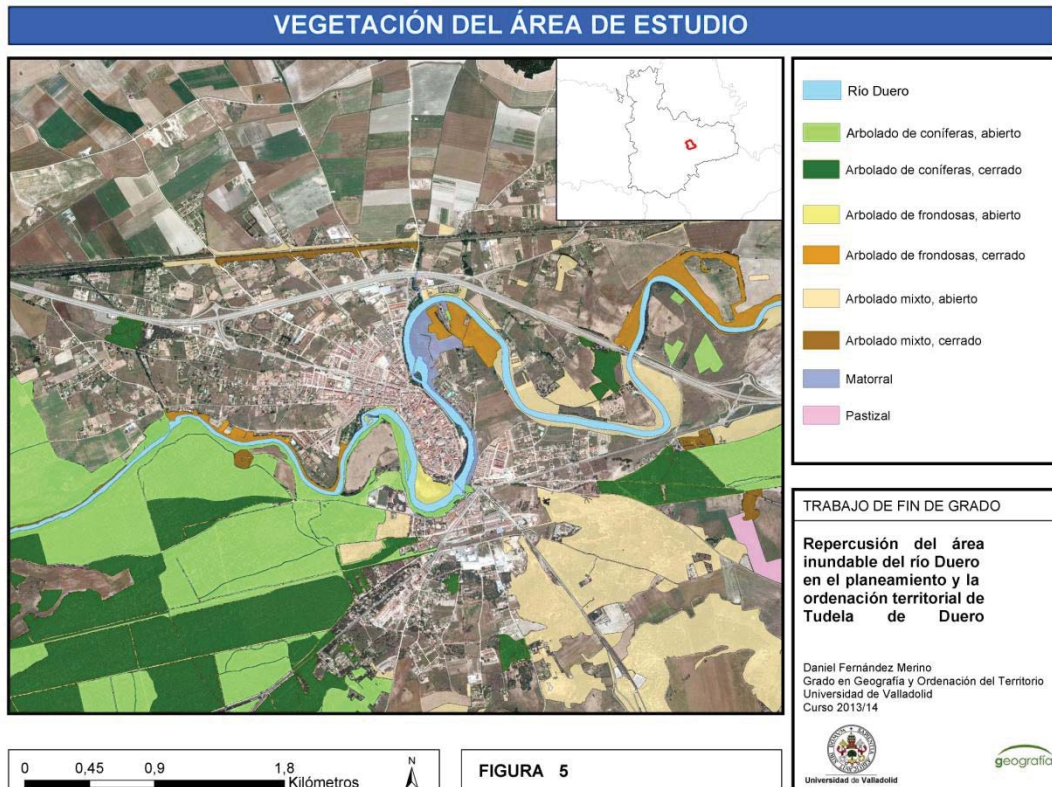 VEGETACIÓN DEL ÁREA DE ESTUDIO
Río Duero
Arbolado de coníferas, abierto
Arbolado de coníferas, cerrado
Arbolado de frondosas, abierto
Arbolado de frondosas, cerrado
Arbolado mixto, abierto
Arbolado mixto, cerrado
Matorral
Pastizal
TRABAJO DE FIN DE GRADO
Repercusión del área
inundable del río Duero
en el planeamiento y la
ordenación territorial de
Tudela de Duero
Daniel Fernández Merino
Grado en Geografía y Ordenación del Territorio
Universidad de Valladolid
Curso 2013/14
Universidad de Valladolid
geografía
0 0,45 0,9 1,8
Kilómetros
N
FIGURA 5